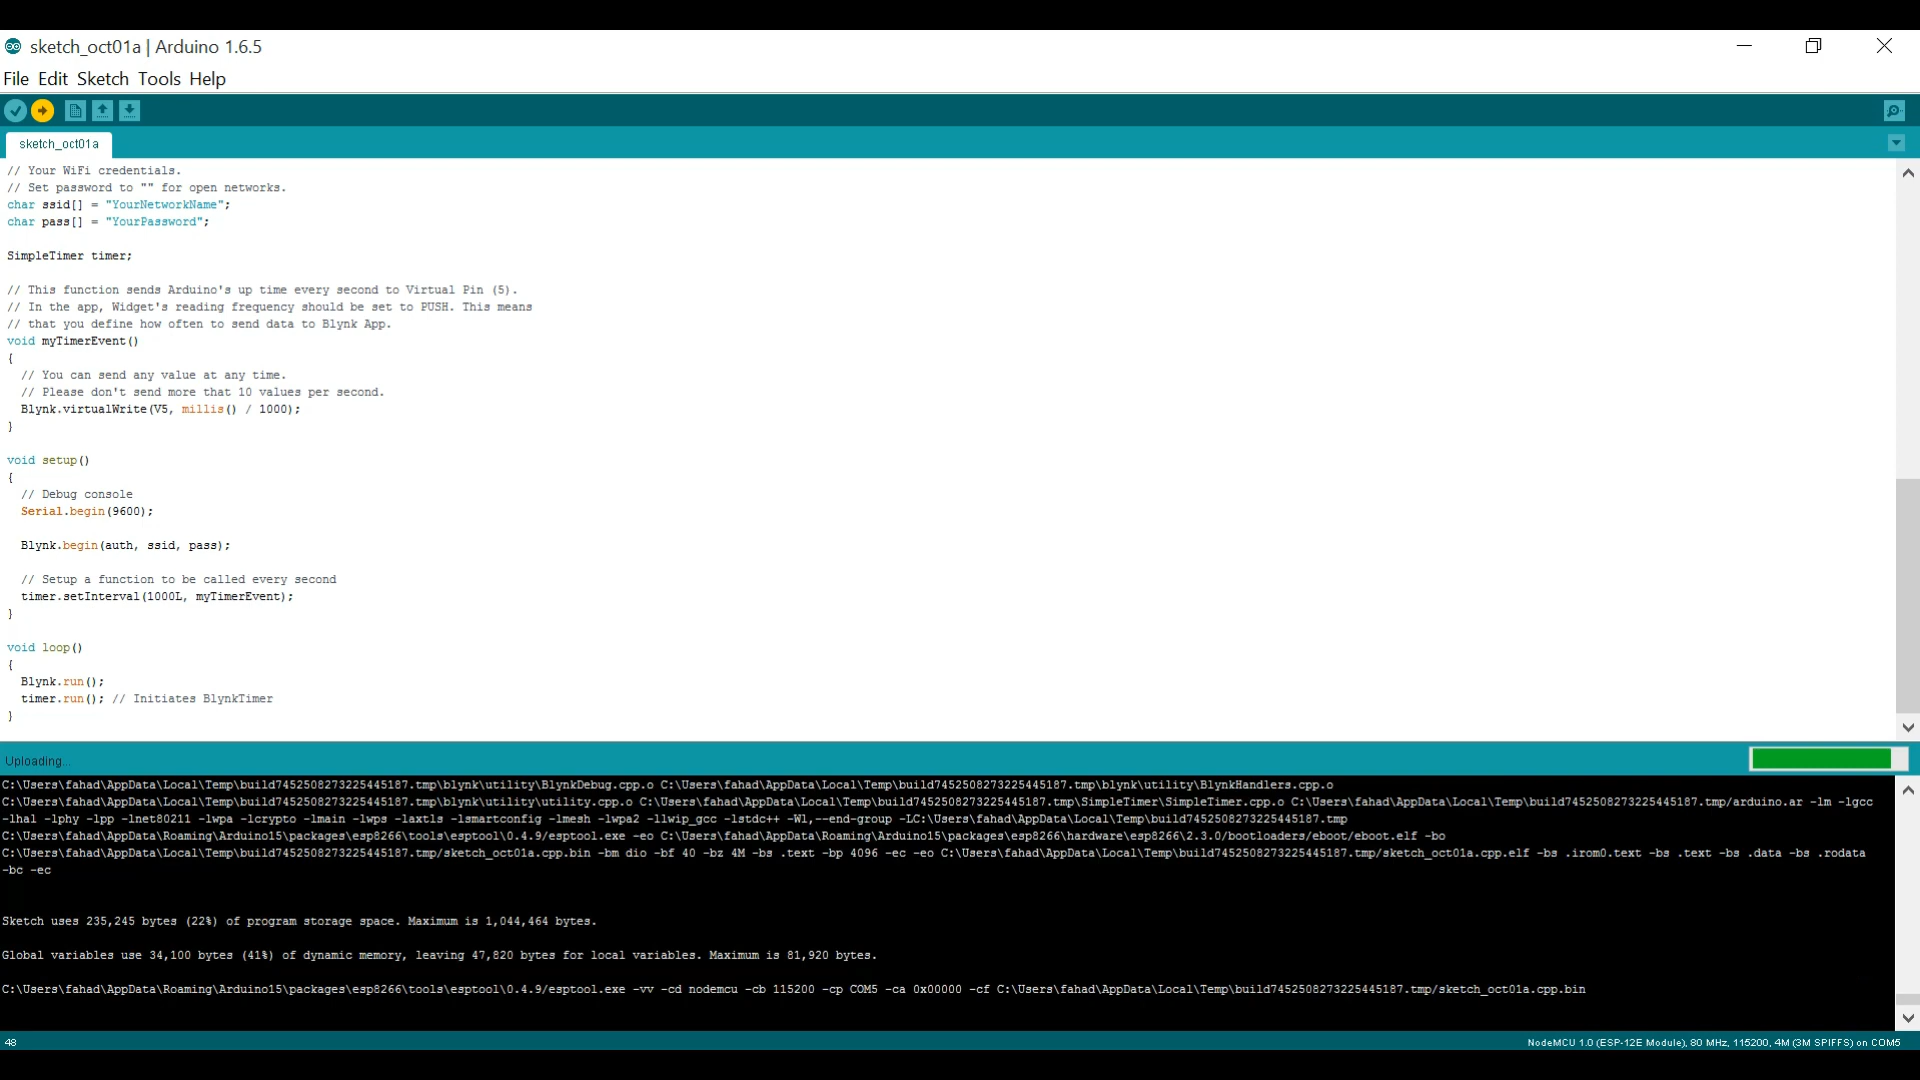 sketch_oct01a | Arduino 1.6.5
File Edit Sketch Tools Help
sketch_oct01a
// Your WiFi credentials.
// Set password to "" for open networks.
char ssid[] = "YourNetworkName";
char pass[] = "YourPassword";
SimpleTimer timer;
// This function sends Arduino's up time every second to Virtual Pin (5).
// In the app, Widget's reading frequency should be set to PUSH. This means
// that you define how often to send data to Blynk App.
void myTimerEvent()
{
// You can send any value at any time.
// Please don't send more that 10 values per second.
Blynk.virtualWrite(V5, millis() / 1000);
}
void setup()
{
// Debug console
Serial.begin(9600);
Blynk.begin(auth, ssid, pass);
// Setup a function to be called every second
timer.setInterval(1000L, myTimerEvent);
}
void loop()
{
Blynk.run();
timer.run(); // Initiates BlynkTimer
}
Uploading...
C:\Users\fahad\AppData\Local\Temp\build7452508273225445187.tmp\blynk\utility\BlynkDebug.cpp.o C:\Users\fahad\AppData\Local\Temp\build7452508273225445187.tmp\blynk\utility\BlynkHandlers.cpp.o
C:\Users\fahad\AppData\Local\Temp\build7452508273225445187.tmp\blynk\utility\utility.cpp.o C:\Users\fahad\AppData\Local\Temp\build7452508273225445187.tmp\SimpleTimer\SimpleTimer.cpp.o C:\Users\fahad\AppData\Local\Temp\build7452508273225445187.tmp/arduino.ar -lm -lgcc
-lhal -lphy -lpp -lnet80211 -lwpa -lcrypto -lmain -lwps -laxtls -lsmartconfig -lmesh -lwpa2 -llwip_gcc -lstdc++ -Wl,--end-group -LC:\Users\fahad\AppData\Local\Temp\build7452508273225445187.tmp
C:\Users\fahad\AppData\Roaming\Arduino15\packages\esp8266\tools\esptool\0.4.9/esptool.exe -eo C:\Users\fahad\AppData\Roaming\Arduino15\packages\esp8266\hardware\esp8266\2.3.0/bootloaders/eboot/eboot.elf -bo
C:\Users\fahad\AppData\Local\Temp\build7452508273225445187.tmp/sketch_oct01a.cpp.bin -bm dio -bf 40 -bz 4M -bs .text -bp 4096 -ec -eo C:\Users\fahad\AppData\Local\Temp\build7452508273225445187.tmp/sketch_oct01a.cpp.elf -bs .irom0.text -bs .text -bs .data -bs .rodata
-bc -ec
Sketch uses 235,245 bytes (22%) of program storage space. Maximum is 1,044,464 bytes.
Global variables use 34,100 bytes (41%) of dynamic memory, leaving 47,820 bytes for local variables. Maximum is 81,920 bytes.
C:\Users\fahad\AppData\Roaming\Arduino15\packages\esp8266\tools\esptool\0.4.9/esptool.exe -vv -cd nodemcu -cb 115200 -cp COM5 -ca 0x00000 -cf C:\Users\fahad\AppData\Local\Temp\build7452508273225445187.tmp/sketch_oct01a.cpp.bin
48
NodeMCU 1.0 (ESP-12E Module), 80 MHz, 115200, 4M (3M SPIFFS) on COM5